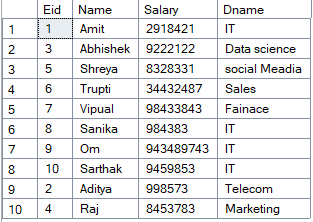 Eid Name Salary Dname
1 1 Amit 2918421 IT
2 3 Abhishek 9222122 Data science
3 5 Shreya 8328331 social Meadia
4 6 Trupti 34432487 Sales
5 7 Vipual 98433843 Fainace
6 8 Sanika 984383 IT
7 9 Om 943489743 IT
8 10 Sarthak 9459853 IT
9 2 Aditya 998573 Telecom
10 4 Raj 8453783 Marketing